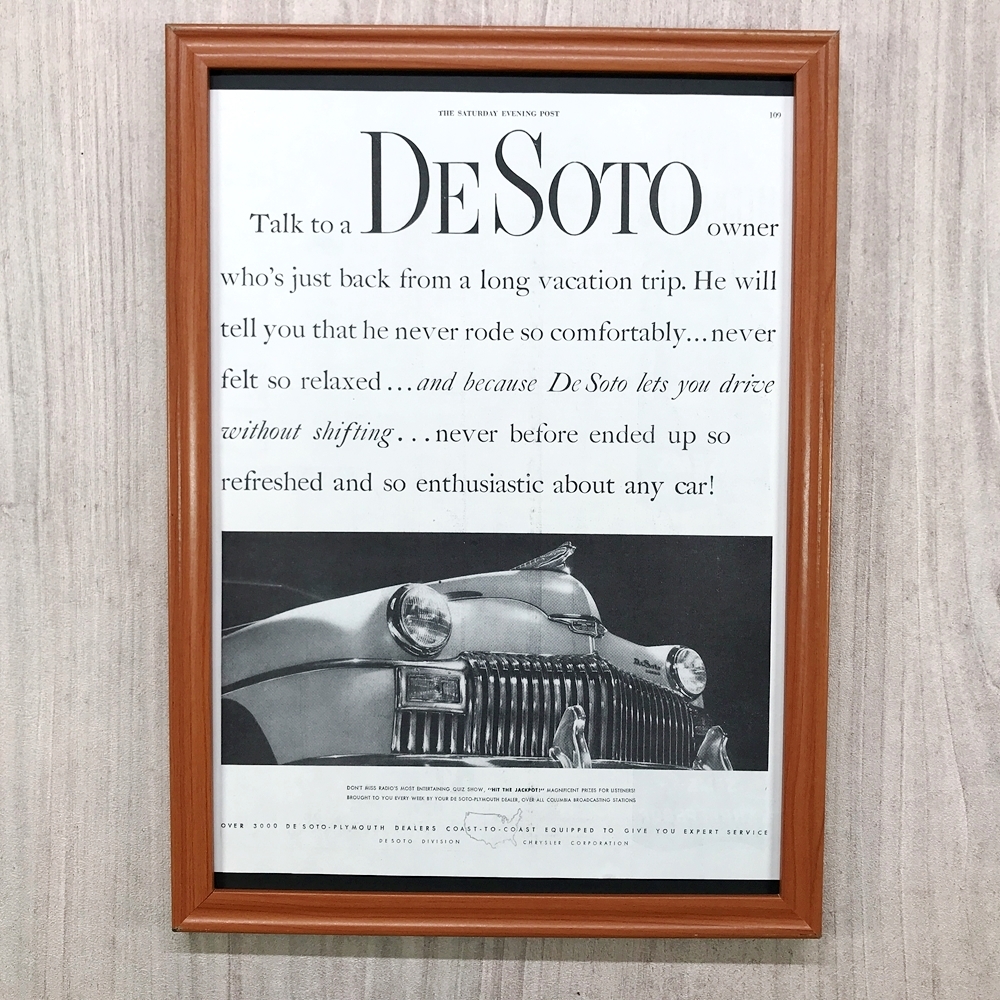 THE SATURDAY EVENING POST
109
Talk to a DE SOTO owner
who's just back from a long vacation trip. He will
tell you that he never rode so comfortably...never
felt so relaxed...and because De Soto lets you drive
without shifting...never before ended up so
refreshed and so enthusiastic about any car!
De Soto
DON'T MISS RADIO'S MOST ENTERTAINING QUIZ SHOW, "HIT THE JACKPOT!" MAGNIFICENT PRIZES FOR LISTENERS!
BROUGHT TO YOU EVERY WEEK BY YOUR DE SOTO-PLYMOUTH DEALER, OVER ALL COLUMBIA BROADCASTING STATIONS
OVER 3000 DE SOTO-PLYMOUTH DEALERS COAST-TO-COAST EQUIPPED TO GIVE YOU EXPERT SERVICE
DE SOTO DIVISION CHRYSLER CORPORATION